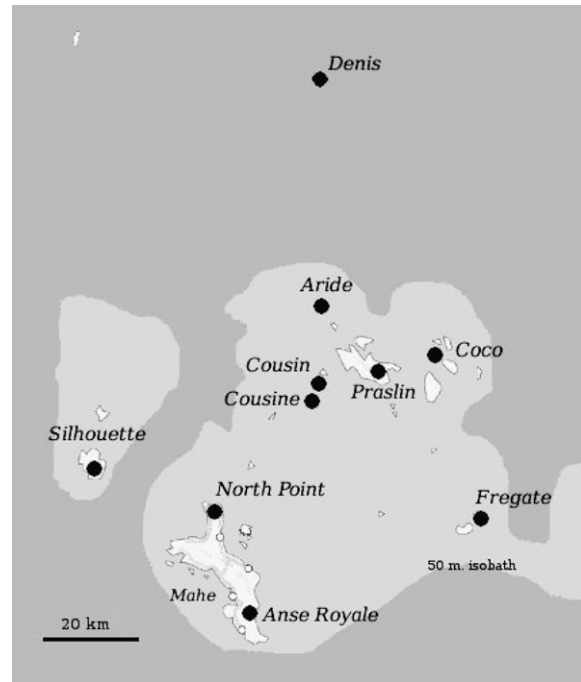 Denis
Aride
Coco
Cousin
Praslin
Cousine
Silhouette
North Point
Fregate
50 m. isobath
Mahe
Anse Royale
20 km